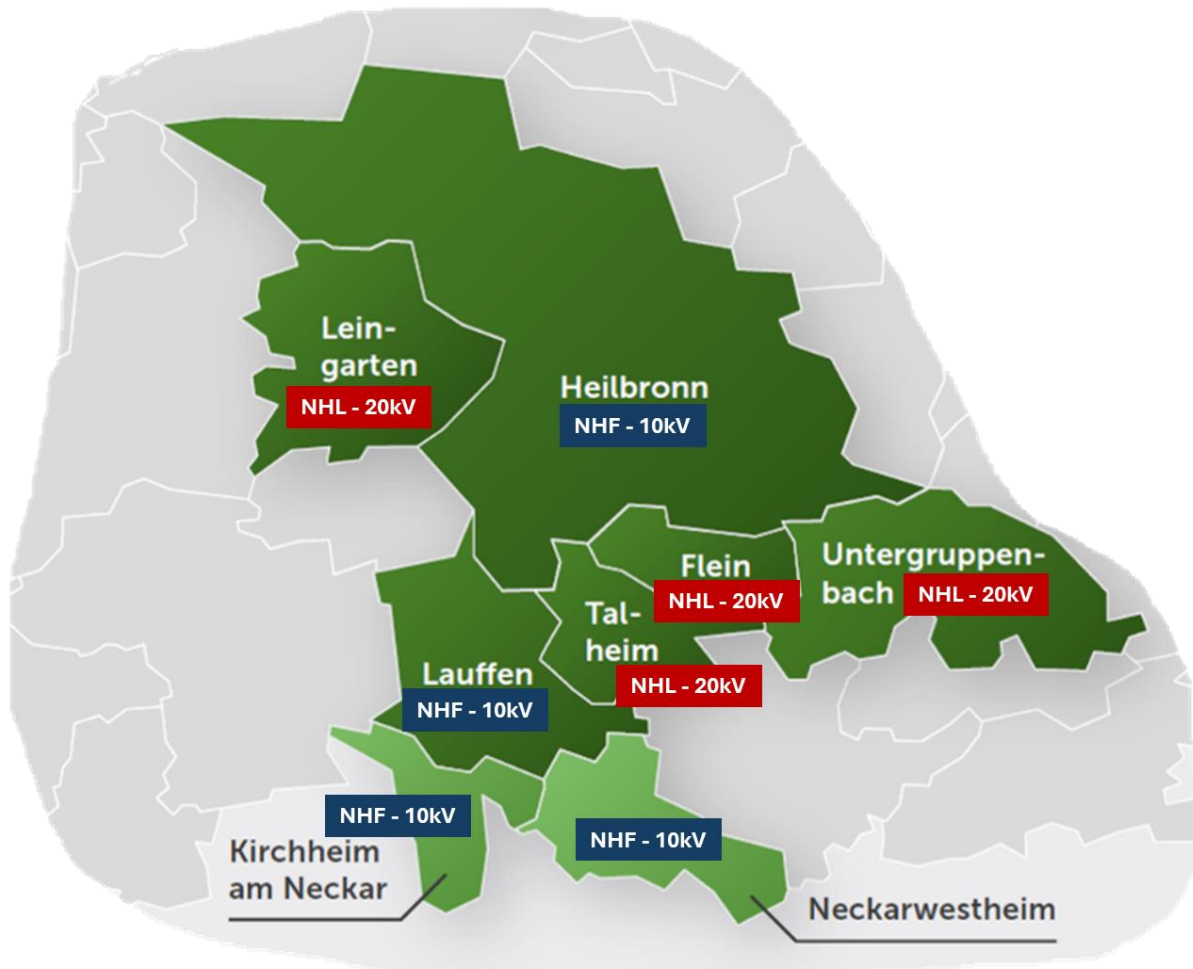 Lein-
garten
NHL - 20kV
Heilbronn
NHF - 10kV
Flein
NHL - 20kV
Untergruppen-
bach
NHL - 20kV
Tal-
heim
NHL - 20kV
Lauffen
NHF - 10kV
NHF - 10kV
Kirchheim
am Neckar
NHF - 10kV
Neckarwestheim